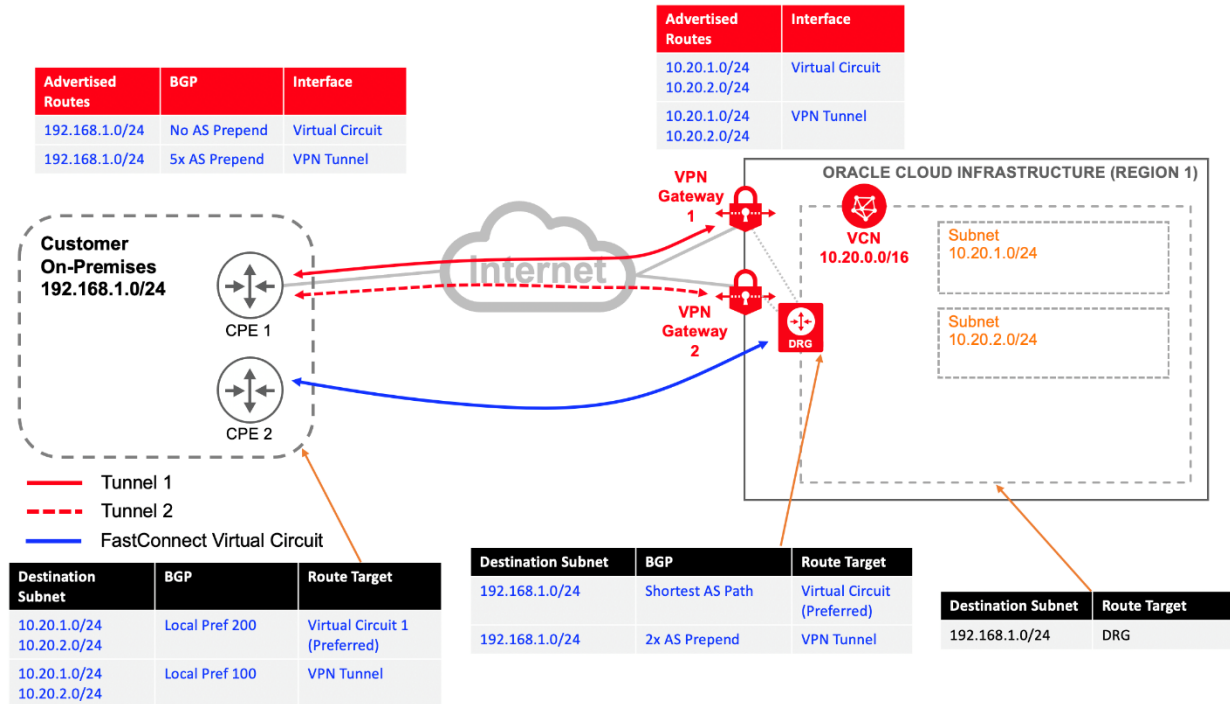 Advertised Routes
BGP
Interface
192.168.1.0/24
No AS Prepend
Virtual Circuit
192.168.1.0/24
5x AS Prepend
VPN Tunnel
Advertised Routes
Interface
10.20.1.0/24
10.20.2.0/24
Virtual Circuit
10.20.1.0/24
10.20.2.0/24
VPN Tunnel
Customer
On-Premises
192.168.1.0/24
CPE 1
CPE 2
Internet
VPN
Gateway
1
VPN
Gateway
2
DRG
ORACLE CLOUD INFRASTRUCTURE (REGION 1)
VCN
10.20.0.0/16
Subnet
10.20.1.0/24
Subnet
10.20.2.0/24
Tunnel 1
Tunnel 2
FastConnect Virtual Circuit
Destination
Subnet
BGP
Route Target
10.20.1.0/24
10.20.2.0/24
Local Pref 200
Virtual Circuit 1
(Preferred)
10.20.1.0/24
10.20.2.0/24
Local Pref 100
VPN Tunnel
Destination Subnet
BGP
Route Target
192.168.1.0/24
Shortest AS Path
Virtual Circuit
(Preferred)
192.168.1.0/24
2x AS Prepend
VPN Tunnel
Destination Subnet
Route Target
192.168.1.0/24
DRG